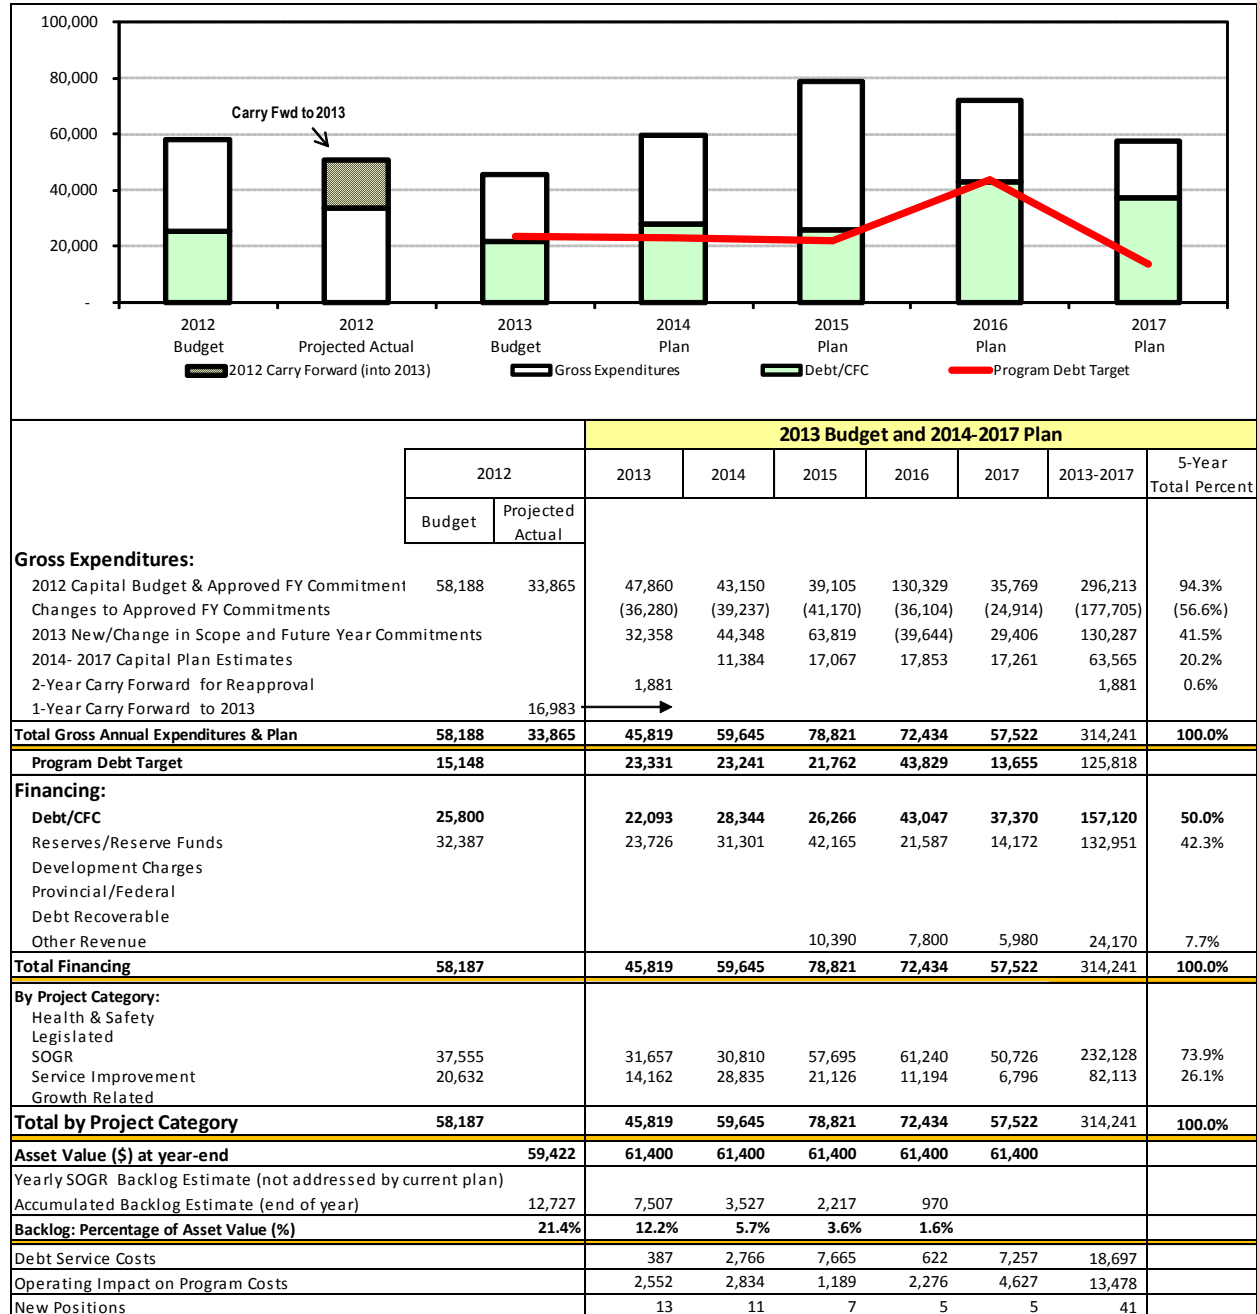 100,000
80,000
60,000
40,000
20,000
-
Carry Fwd to 2013
2012 2012 2013 2014 2015 2016 2017
Budget Projected Actual Budget Plan Plan Plan Plan
2012 Carry Forward (into 2013) Gross Expenditures Debt/CFC Program Debt Target
2013 Budget and 2014-2017 Plan
2012 2013 2014 2015 2016 2017 2013-2017 5-Year Total Percent
Budget Projected Actual
Gross Expenditures:
2012 Capital Budget & Approved FY Commitment 58,188 33,865 47,860 43,150 39,105 130,329 35,769 296,213 94.3%
Changes to Approved FY Commitments (36,280) (39,237) (41,170) (36,104) (24,914) (177,705) (56.6%)
2013 New/Change in Scope and Future Year Commitments 32,358 44,348 63,819 (39,644) 29,406 130,287 41.5%
2014- 2017 Capital Plan Estimates 11,384 17,067 17,853 17,261 63,565 20.2%
2-Year Carry Forward for Reapproval 1,881 1,881 0.6%
1-Year Carry Forward to 2013 16,983
Total Gross Annual Expenditures & Plan 58,188 33,865 45,819 59,645 78,821 72,434 57,522 314,241 100.0%
Program Debt Target 15,148 23,331 23,241 21,762 43,829 13,655 125,818
Financing:
Debt/CFC 25,800 22,093 28,344 26,266 43,047 37,370 157,120 50.0%
Reserves/Reserve Funds 32,387 23,726 31,301 42,165 21,587 14,172 132,951 42.3%
Development Charges
Provincial/Federal
Debt Recoverable
Other Revenue 10,390 7,800 5,980 24,170 7.7%
Total Financing 58,187 45,819 59,645 78,821 72,434 57,522 314,241 100.0%
By Project Category:
Health & Safety
Legislated
SOGR 37,555 31,657 30,810 57,695 61,240 50,726 232,128 73.9%
Service Improvement 20,632 14,162 28,835 21,126 11,194 6,796 82,113 26.1%
Growth Related
Total by Project Category 58,187 45,819 59,645 78,821 72,434 57,522 314,241 100.0%
Asset Value ($) at year-end 59,422 61,400 61,400 61,400 61,400 61,400
Yearly SOGR Backlog Estimate (not addressed by current plan)
Accumulated Backlog Estimate (end of year) 12,727 7,507 3,527 2,217 970
Backlog: Percentage of Asset Value (%) 21.4% 12.2% 5.7% 3.6% 1.6%
Debt Service Costs 387 2,766 7,665 622 7,257 18,697
Operating Impact on Program Costs 2,552 2,834 1,189 2,276 4,627 13,478
New Positions 13 11 7 5 5 41